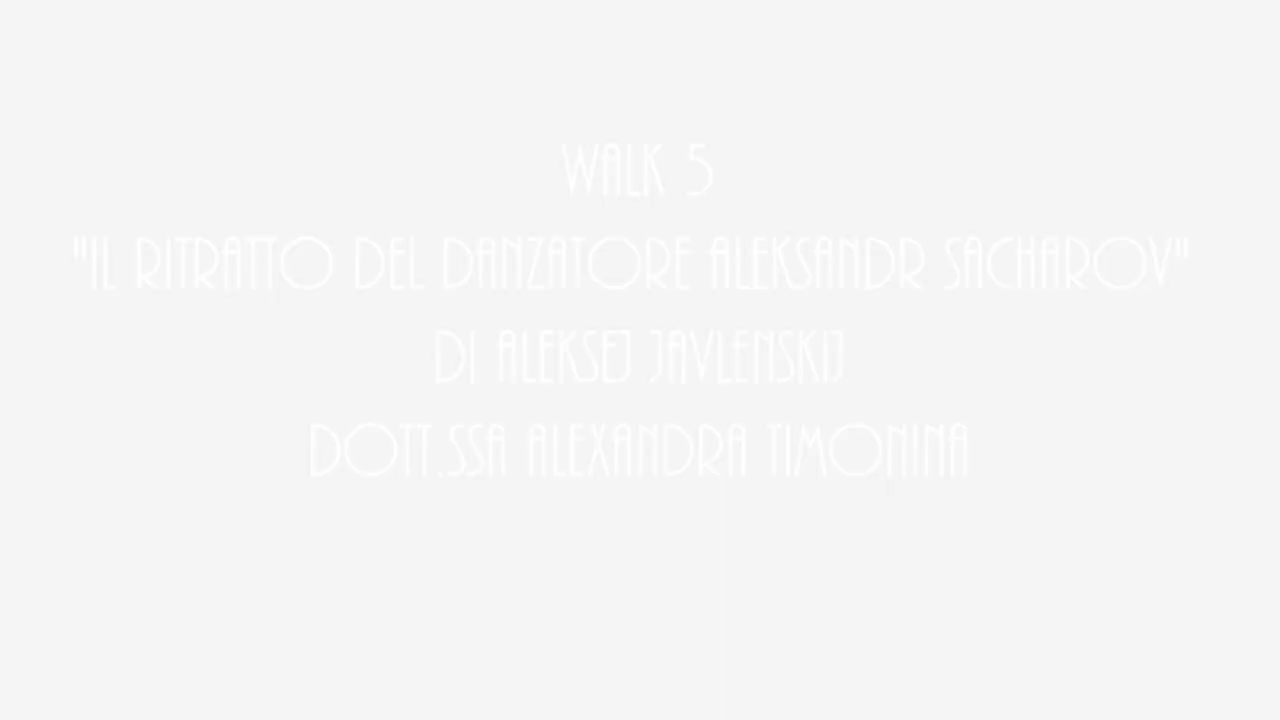 WALK 5
"IL RITRATTO DEL DANZATORE ALEKSANDR SACHAROV"
DI ALEKSEJ JAVLENSKIJ
DOTT.SSA ALEXANDRA TIMONINA